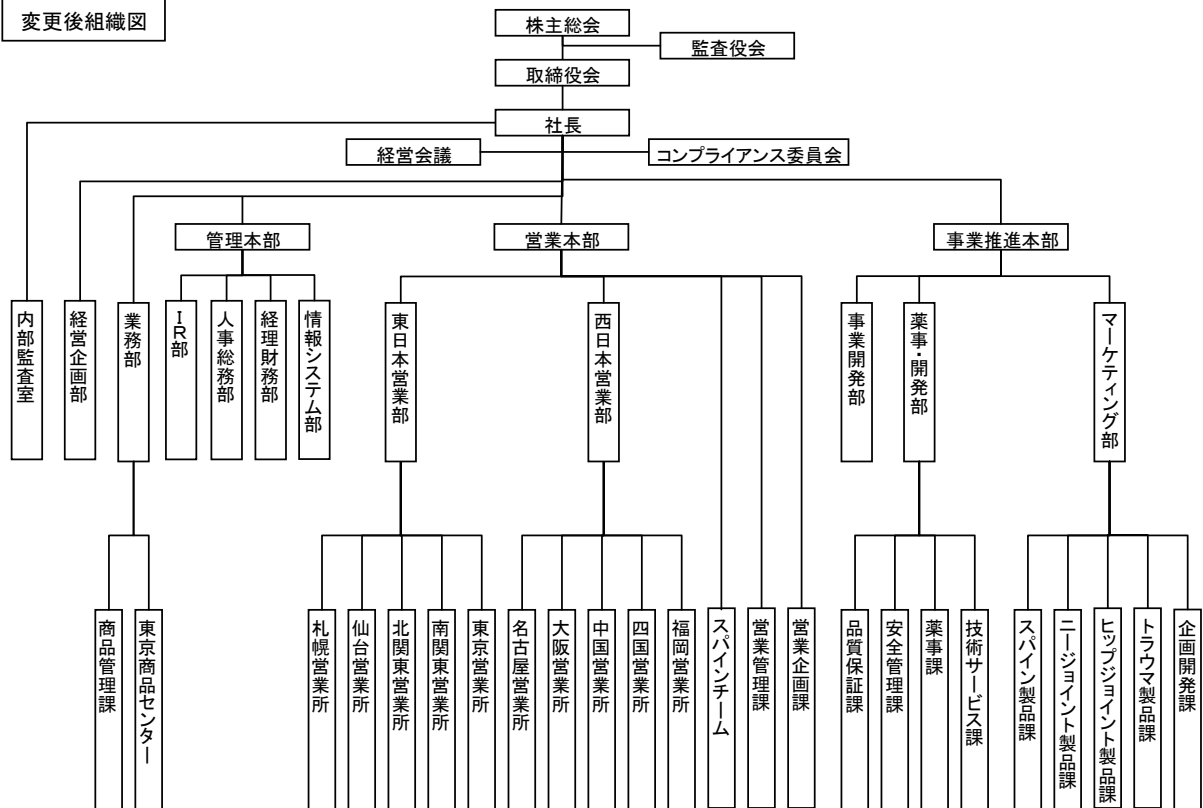 変更後組織図
株主総会
監査役会
取締役会
社長
経営会議
コンプライアンス委員会
管理本部
営業本部
事業推進本部
内部監査室
経営企画部
業務部
IR部
人事総務部
経理財務部
情報システム部
東日本営業部
西日本営業部
事業開発部
薬事・開発部
マーケティング部
商品管理課
東京商品センター
札幌営業所
仙台営業所
北関東営業所
南関東営業所
東京営業所
名古屋営業所
大阪営業所
中国営業所
四国営業所
福岡営業所
スパインチーム
営業管理課
営業企画課
品質保証課
安全管理課
薬事課
技術サービス課
スパイン製品課
ニージョイント製品課
ヒップジョイント製品課
トラウマ製品課
企画開発課